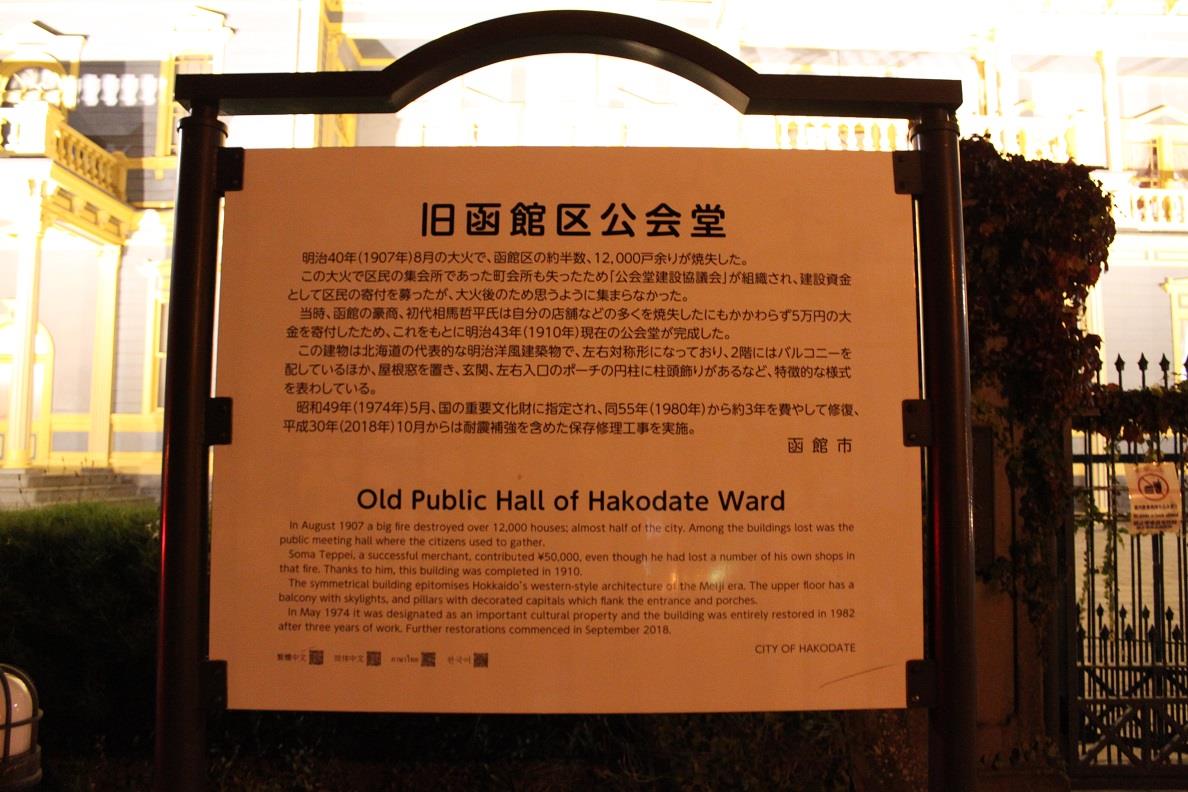 旧函館区公会堂
明治40年(1907年)8月の大火で、函館区の約半数、12,000戸余りが焼失した。
この大火で区民の集会所であった町会所も失ったため「公会堂建設協議会」が組織され、建設資金
として区民の寄付を募ったが、大火後のため思うように集まらなかった。
当時、函館の豪商、初代相馬哲平氏は自分の店舗などの多くを焼失したにもかかわらず5万円の大
金を寄付したため、これをもとに明治43年(1910年)現在の公会堂が完成した。
この建物は北海道の代表的な明治洋風建築物で、左右対称形になっており、2階にはバルコニーを
配しているほか、屋根窓を置き、玄関、左右入口のポーチの円柱に柱頭飾りがあるなど、特徴的な様式
を表わしている。
昭和49年(1974年)5月、国の重要文化財に指定され、同55年(1980年)から約3年を費やして修復、
平成30年(2018年)10月からは耐震補強を含めた保存修理工事を実施。
函館市
Old Public Hall of Hakodate Ward
In August 1907 a big fire destroyed over 12,000 houses; almost half of the city. Among the buildings lost was the
public meeting hall where the citizens used to gather.
Soma Teppei, a successful merchant, contributed ¥50,000, even though he had lost a number of his own shops in
that fire. Thanks to him, this building was completed in 1910.
The symmetrical building epitomises Hokkaido's western-style architecture of the Meiji era. The upper floor has a
balcony with skylights, and pillars with decorated capitals which flank the entrance and porches.
In May 1974 it was designated as an important cultural property and the building was entirely restored in 1982
after three years of work. Further restorations commenced in September 2018.
CITY OF HAKODATE
繁體中文 简体中文 ภาษาไทย 한국어